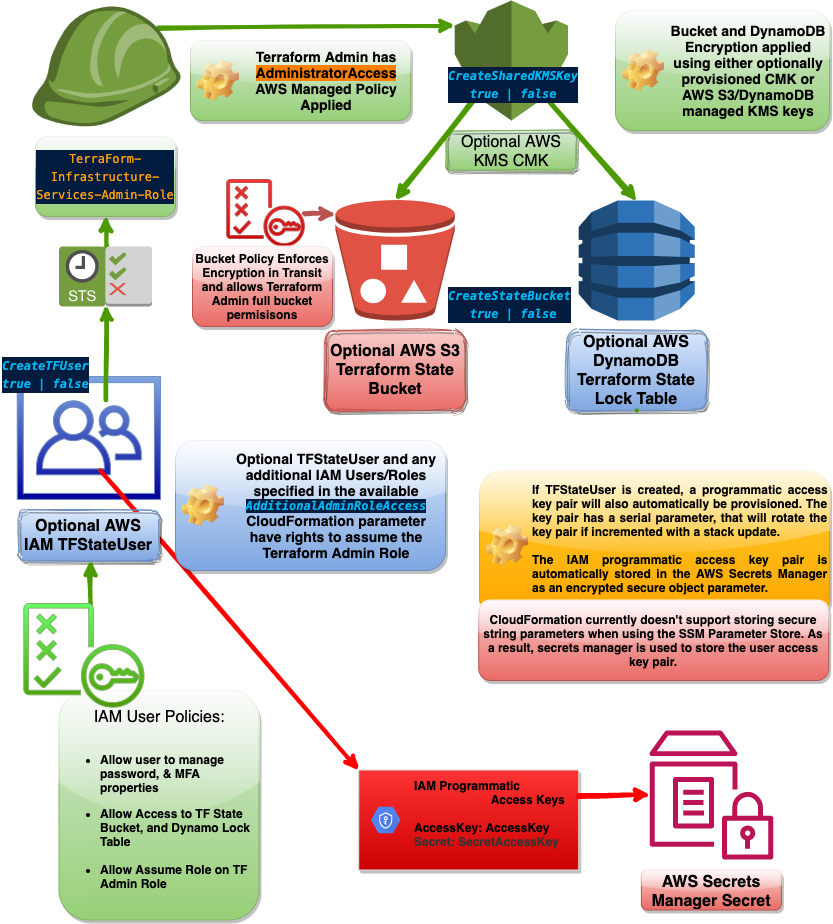 Terraform Admin has
AdministratorAccess
AWS Managed Policy
Applied
CreateSharedKMSKey
true | false
Bucket and DynamoDB
Encryption applied
using either optionally
provisioned CMK or
AWS S3/DynamoDB
managed KMS keys
Optional AWS
KMS CMK
TerraForm-
Infrastructure-
Services-Admin-Role
STS
Bucket Policy Enforces
Encryption in Transit
and allows Terraform
Admin full bucket
permisisons
CreateStateBucket
true | false
Optional AWS S3
Terraform State
Bucket
Optional AWS
DynamoDB
Terraform State
Lock Table
CreateTFUser
true | false
Optional AWS
IAM TFStateUser
Optional TFStateUser and any
additional IAM Users/Roles
specified in the available
AdditionalAdminRoleAccess
CloudFormation parameter
have rights to assume the
Terraform Admin Role
If TFStateUser is created, a programmatic access
key pair will also automatically be provisioned. The
key pair has a serial parameter, that will rotate the
key pair if incremented with a stack update.
The IAM programmatic access key pair is
automatically stored in the AWS Secrets Manager
as an encrypted secure object parameter.
CloudFormation currently doesn't support storing secure
string parameters when using the SSM Parameter Store. As
a result, secrets manager is used to store the user access
key pair.
IAM User Policies:
• Allow user to manage
password, & MFA
properties
• Allow Access to TF State
Bucket, and Dynamo Lock
Table
• Allow Assume Role on TF
Admin Role
IAM Programmatic
Access Keys
AccessKey: AccessKey
Secret: SecretAccessKey
AWS Secrets
Manager Secret